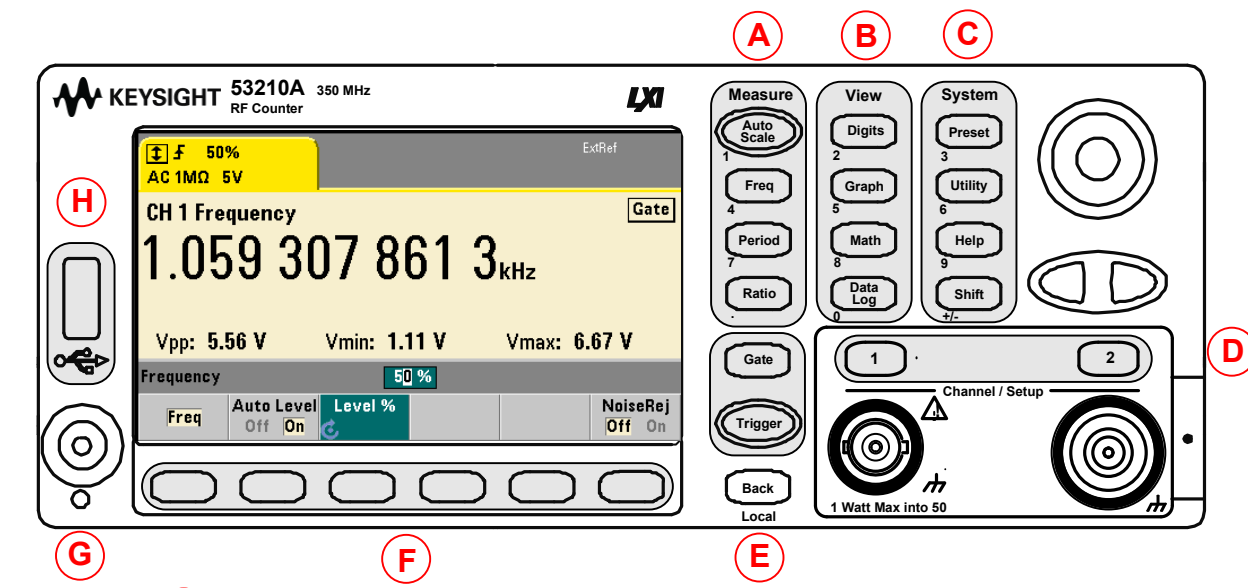 A B C
KEYSIGHT 53210A 350 MHz
RF Counter
LXI
50%
AC 1MΩ 5V
ExtRef
CH 1 Frequency
Gate
1.059 307 861 3 kHz
Vpp: 5.56 V Vmin: 1.11 V Vmax: 6.67 V
Frequency 50 %
Freq
Auto Level
Off On
Level %
NoiseRej
Off On
Measure
Auto
Scale
1
Freq
4
Period
7
Ratio
.
View
Digits
2
Graph
5
Math
8
Data
Log
0
System
Preset
3
Utility
6
Help
9
Shift
+/-
Gate
Trigger
Back
Local
1 2
Channel / Setup
1 Watt Max into 50
H
D
G
F
E